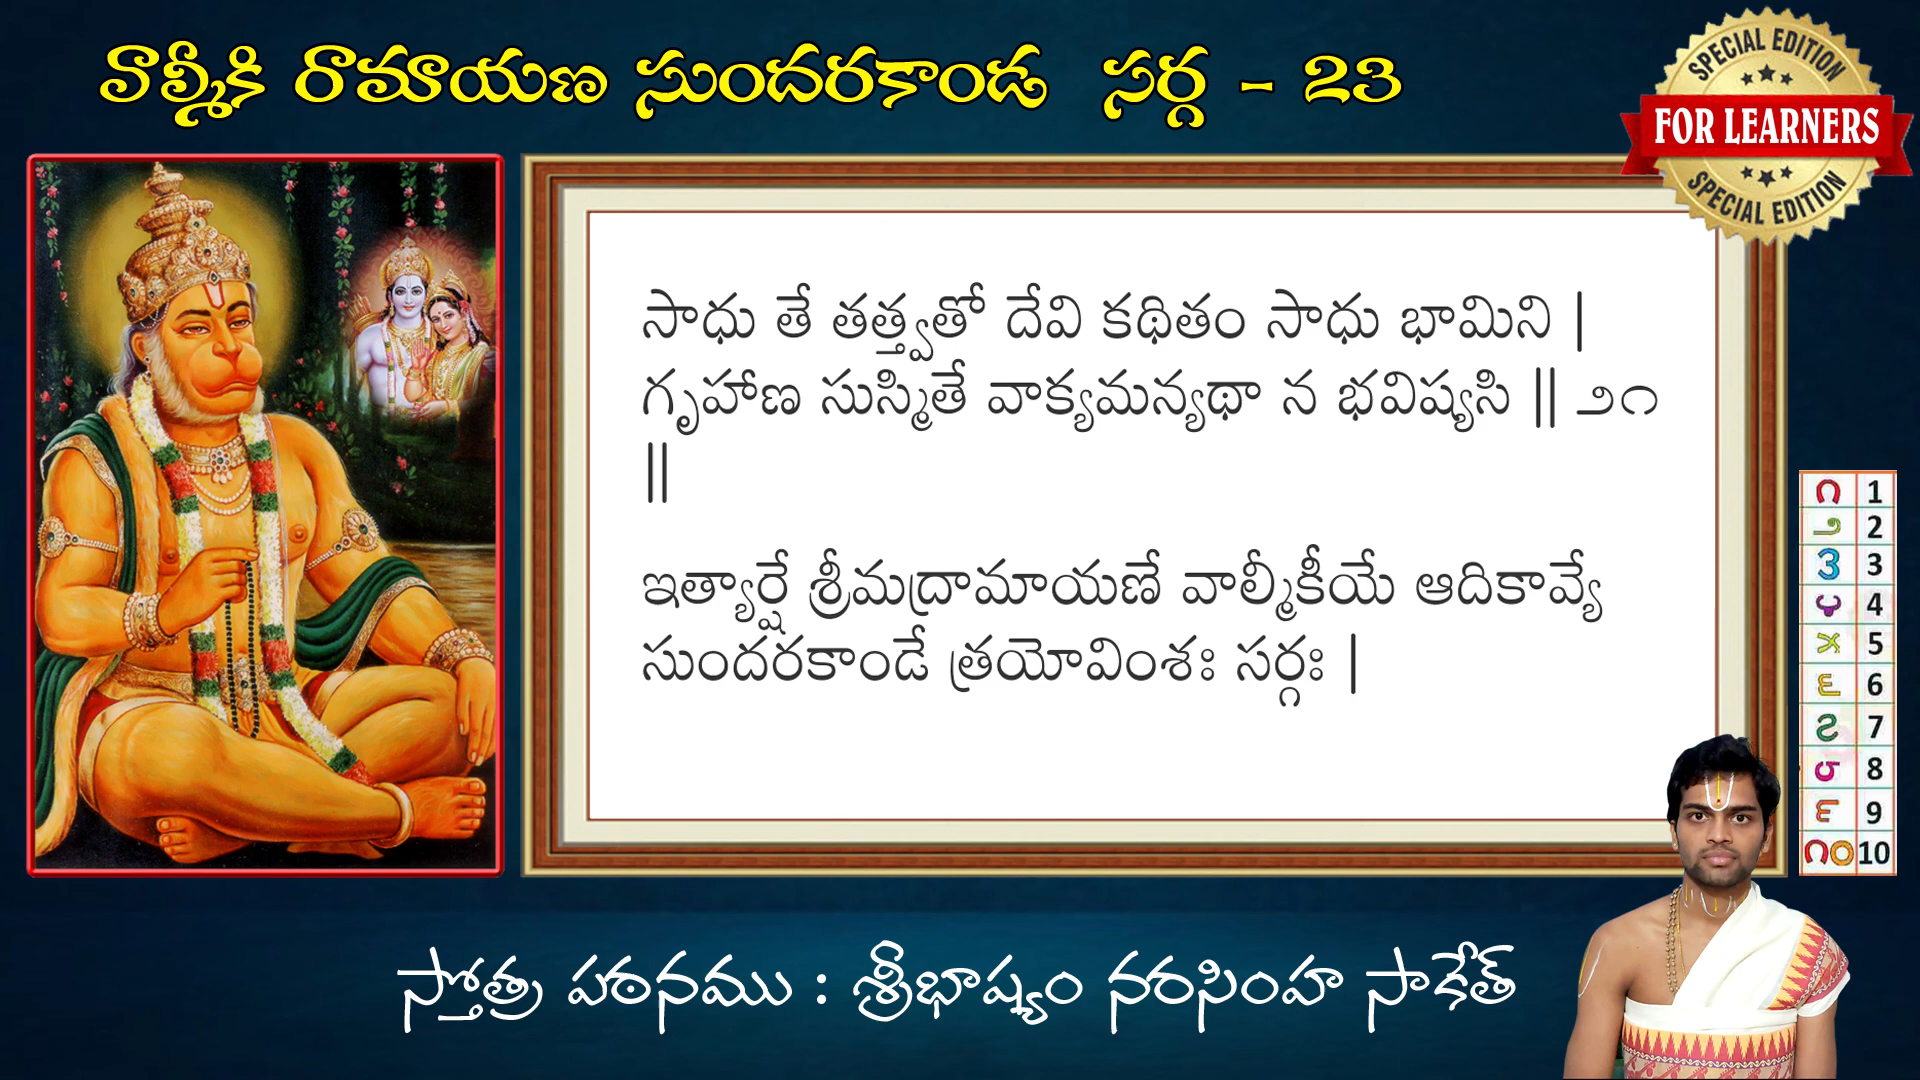 వాల్మీకి రామాయణ సుందరకాండ సర్గ - 23
SPECIAL EDITION
FOR LEARNERS
SPECIAL EDITION
సాధు తే తత్త్వతో దేవి కథితం సాధు భామిని |
గృహాణ సుస్మితే వాక్యమన్యథా న భవిష్యసి || ౨౧
||
ఇత్యార్షే శ్రీమద్రామాయణే వాల్మీకీయే ఆదికావ్యే
సుందరకాండే త్రయోవింశః సర్గః |
౧ 1
౨ 2
౩ 3
౪ 4
౫ 5
౬ 6
౭ 7
౮ 8
౯ 9
౧౦ 10
స్తోత్ర పఠనము : శ్రీభాష్యం నరసింహ సాకేత్